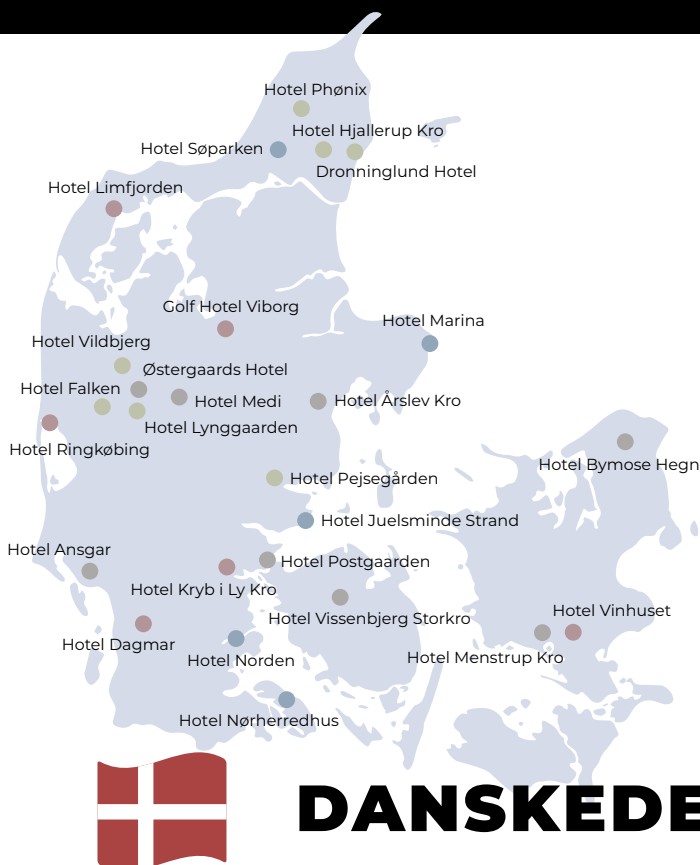 Hotel Phønix
Hotel Hjallerup Kro
Hotel Søparken
Dronninglund Hotel
Hotel Limfjorden
Golf Hotel Viborg
Hotel Marina
Hotel Vildbjerg
Østergaards Hotel
Hotel Falken
Hotel Medi
Hotel Årslev Kro
Hotel Lynggaarden
Hotel Ringkøbing
Hotel Bymose Hegn
Hotel Pejsegården
Hotel Juelsminde Strand
Hotel Ansgar
Hotel Postgaarden
Hotel Kryb i Ly Kro
Hotel Vinhuset
Hotel Vissenbjerg Storkro
Hotel Dagmar
Hotel Menstrup Kro
Hotel Norden
Hotel Nørherredhus
DANSKEDE